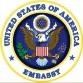 UNITED STATES OF AMERICA
EMBASSY